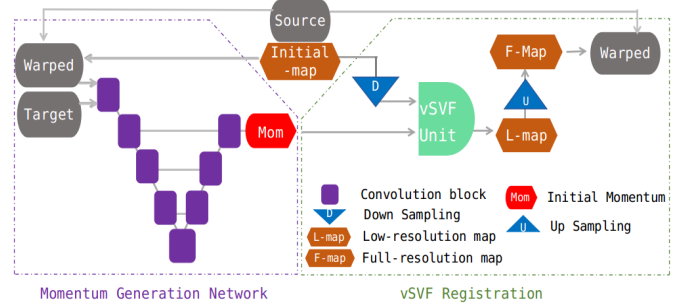 Source
Initial
-map
Warped
Target
Mom
D
vSVF
Unit
F-Map
Warped
U
L-map
Convolution block
D
Down Sampling
L-map
Low-resolution map
F-map
Full-resolution map
Mom
Initial Momentum
U
Up Sampling
Momentum Generation Network
vSVF Registration